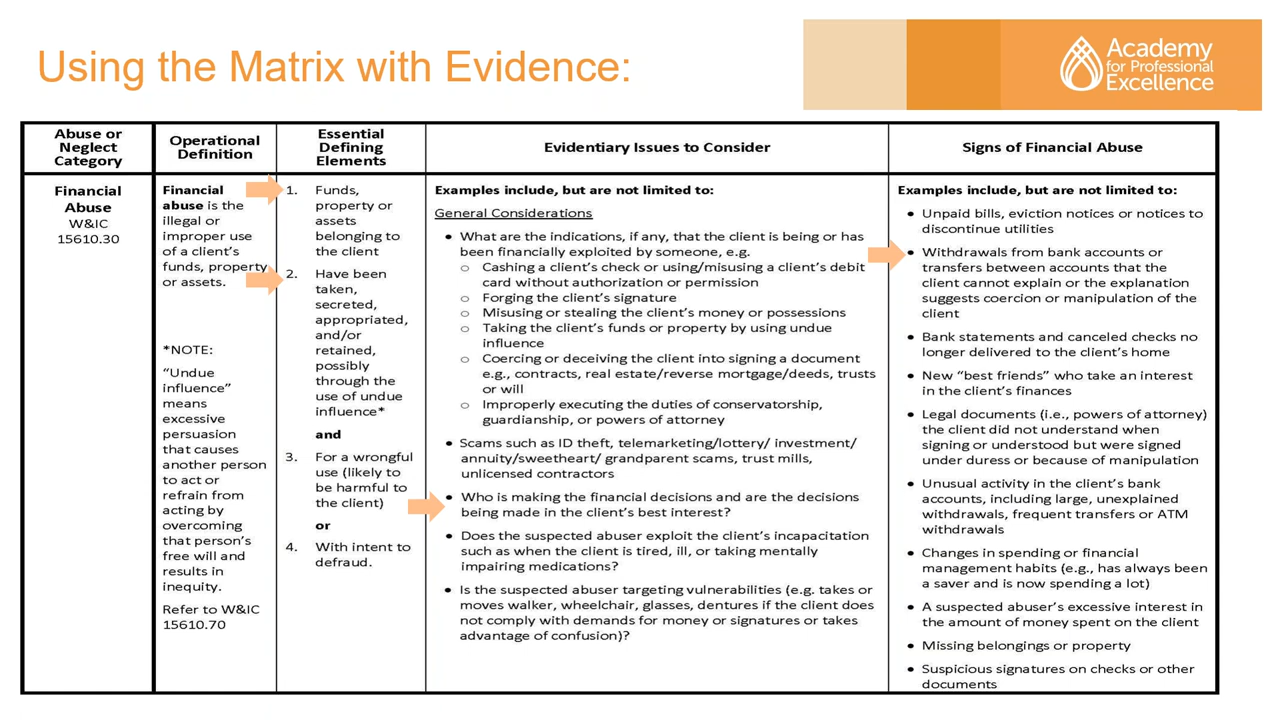 Using the Matrix with Evidence:
Academy
for Professional
Excellence
Abuse or
Neglect
Category
Operational
Definition
Essential
Defining
Elements
Evidentiary Issues to Consider
Signs of Financial Abuse
Financial
Abuse
W&IC
15610.30
Financial
abuse is the
illegal or
improper use
of a client's
funds, property
or assets.
*NOTE:
"Undue
influence"
means
excessive
persuasion
that causes
another person
to act or
refrain from
acting by
overcoming
that person's
free will and
results in
inequity.
Refer to W&IC
15610.70
1. Funds,
property or
assets
belonging to
the client
2. Have been
taken,
secreted,
appropriated,
and/or
retained,
possibly
through the
use of undue
influence*
and
3. For a wrongful
use (likely to
be harmful to
the client)
or
4. With intent to
defraud.
Examples include, but are not limited to:
General Considerations
• What are the indications, if any, that the client is being or has
been financially exploited by someone, e.g.
o Cashing a client's check or using/misusing a client's debit
card without authorization or permission
o Forging the client's signature
o Misusing or stealing the client's money or possessions
o Taking the client's funds or property by using undue
influence
o Coercing or deceiving the client into signing a document
e.g., contracts, real estate/reverse mortgage/deeds, trusts
or will
o Improperly executing the duties of conservatorship,
guardianship, or powers of attorney
• Scams such as ID theft, telemarketing/lottery/ investment/
annuity/sweetheart/ grandparent scams, trust mills,
unlicensed contractors
• Who is making the financial decisions and are the decisions
being made in the client's best interest?
• Does the suspected abuser exploit the client's incapacitation
such as when the client is tired, ill, or taking mentally
impairing medications?
• Is the suspected abuser targeting vulnerabilities (e.g. takes or
moves walker, wheelchair, glasses, dentures if the client does
not comply with demands for money or signatures or takes
advantage of confusion)?
Examples include, but are not limited to:
• Unpaid bills, eviction notices or notices to
discontinue utilities
• Withdrawals from bank accounts or
transfers between accounts that the
client cannot explain or the explanation
suggests coercion or manipulation of the
client
• Bank statements and canceled checks no
longer delivered to the client's home
• New "best friends" who take an interest
in the client's finances
• Legal documents (i.e., powers of attorney)
the client did not understand when
signing or understood but were signed
under duress or because of manipulation
• Unusual activity in the client's bank
accounts, including large, unexplained
withdrawals, frequent transfers or ATM
withdrawals
• Changes in spending or financial
management habits (e.g., has always been
a saver and is now spending a lot)
• A suspected abuser's excessive interest in
the amount of money spent on the client
• Missing belongings or property
• Suspicious signatures on checks or other
documents